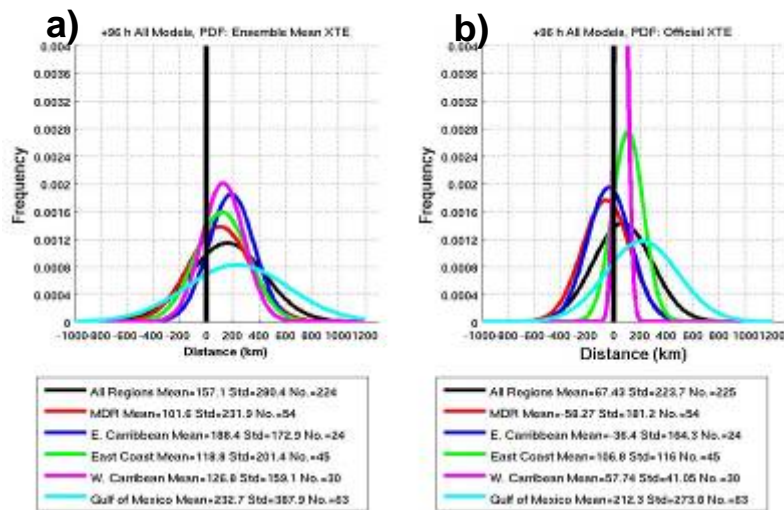 a)
+96 h All Models, PDF: Ensemble Mean XTE
0.004
0.0036
0.0032
0.0028
0.0024
0.002
0.0016
0.0012
0.0008
0.0004
0
Frequency
-1000-800-600 -400 -200 0 200 400 600 800 1000 1200
Distance (km)
All Regions Mean=157.1 Std=280.4 No.=224
MDR Mean=101.6 Std=231.9 No.=54
E. Carribean Mean=188.4 Std=172.9 No.=24
East Coast Mean=118.8 Std=201.4 No.=45
W. Carribean Mean=126.8 Std=159.1 No.=30
Gulf of Mexico Mean=232.7 Std=387.9 No.=63
b)
+96 h All Models, PDF: Official XTE
0.004
0.0036
0.0032
0.0028
0.0024
0.002
0.0016
0.0012
0.0008
0.0004
0
Frequency
-1000-800-600 -400 -200 0 200 400 600 800 1000 1200
Distance (km)
All Regions Mean=67.43 Std=223.7 No.=225
MDR Mean=-58.27 Std=181.2 No.=54
E. Carribean Mean=-36.4 Std=164.3 No.=24
East Coast Mean=106.8 Std=116 No.=45
W. Carribean Mean=57.74 Std=41.05 No.=30
Gulf of Mexico Mean=212.3 Std=273.8 No.=63